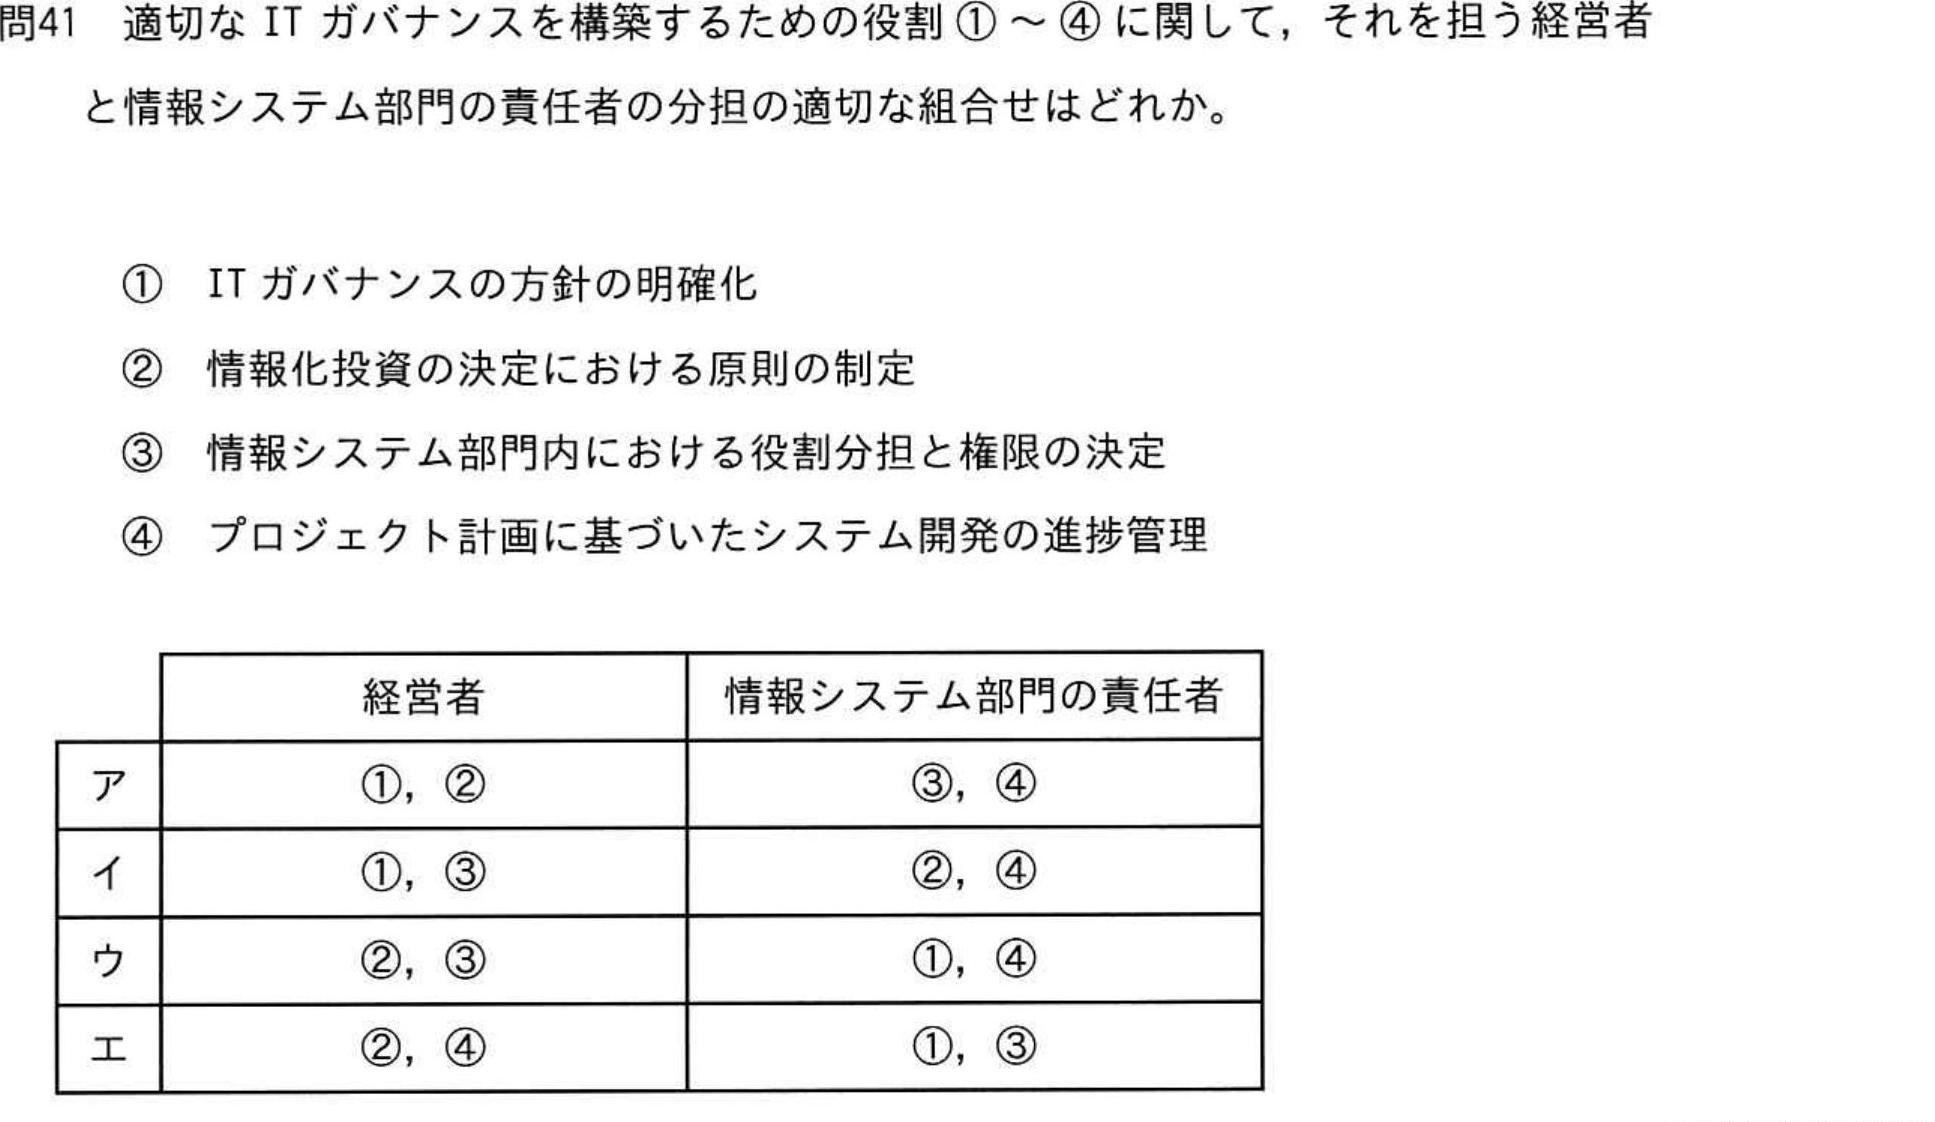 問41 適切な IT ガバナンスを構築するための役割 ① ～ ④ に関して，それを担う経営者
と情報システム部門の責任者の分担の適切な組合せはどれか。
① IT ガバナンスの方針の明確化
② 情報化投資の決定における原則の制定
③ 情報システム部門内における役割分担と権限の決定
④ プロジェクト計画に基づいたシステム開発の進捗管理
経営者 情報システム部門の責任者
ア ①，② ③，④
イ ①，③ ②，④
ウ ②，③ ①，④
エ ②，④ ①，③